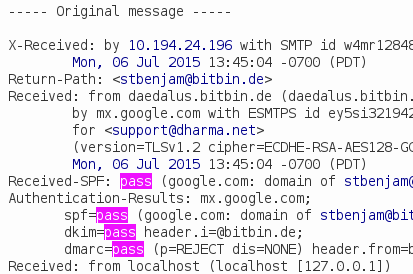 ----- Original message -----
X-Received: by 10.194.24.196 with SMTP id w4mr12848
Mon, 06 Jul 2015 13:45:04 -0700 (PDT)
Return-Path: <stbenjam@bitbin.de>
Received: from daedalus.bitbin.de (daedalus.bitbin.
by mx.google.com with ESMTPS id ey5si321942
for <support@dharma.net>
(version=TLSv1.2 cipher=ECDHE-RSA-AES128-GC
Mon, 06 Jul 2015 13:45:04 -0700 (PDT)
Received-SPF: pass (google.com: domain of stbenjam@
Authentication-Results: mx.google.com;
spf=pass (google.com: domain of stbenjam@bit
dkim=pass header.i=@bitbin.de;
dmarc=pass (p=REJECT dis=NONE) header.from=b
Received: from localhost (localhost [127.0.0.1])